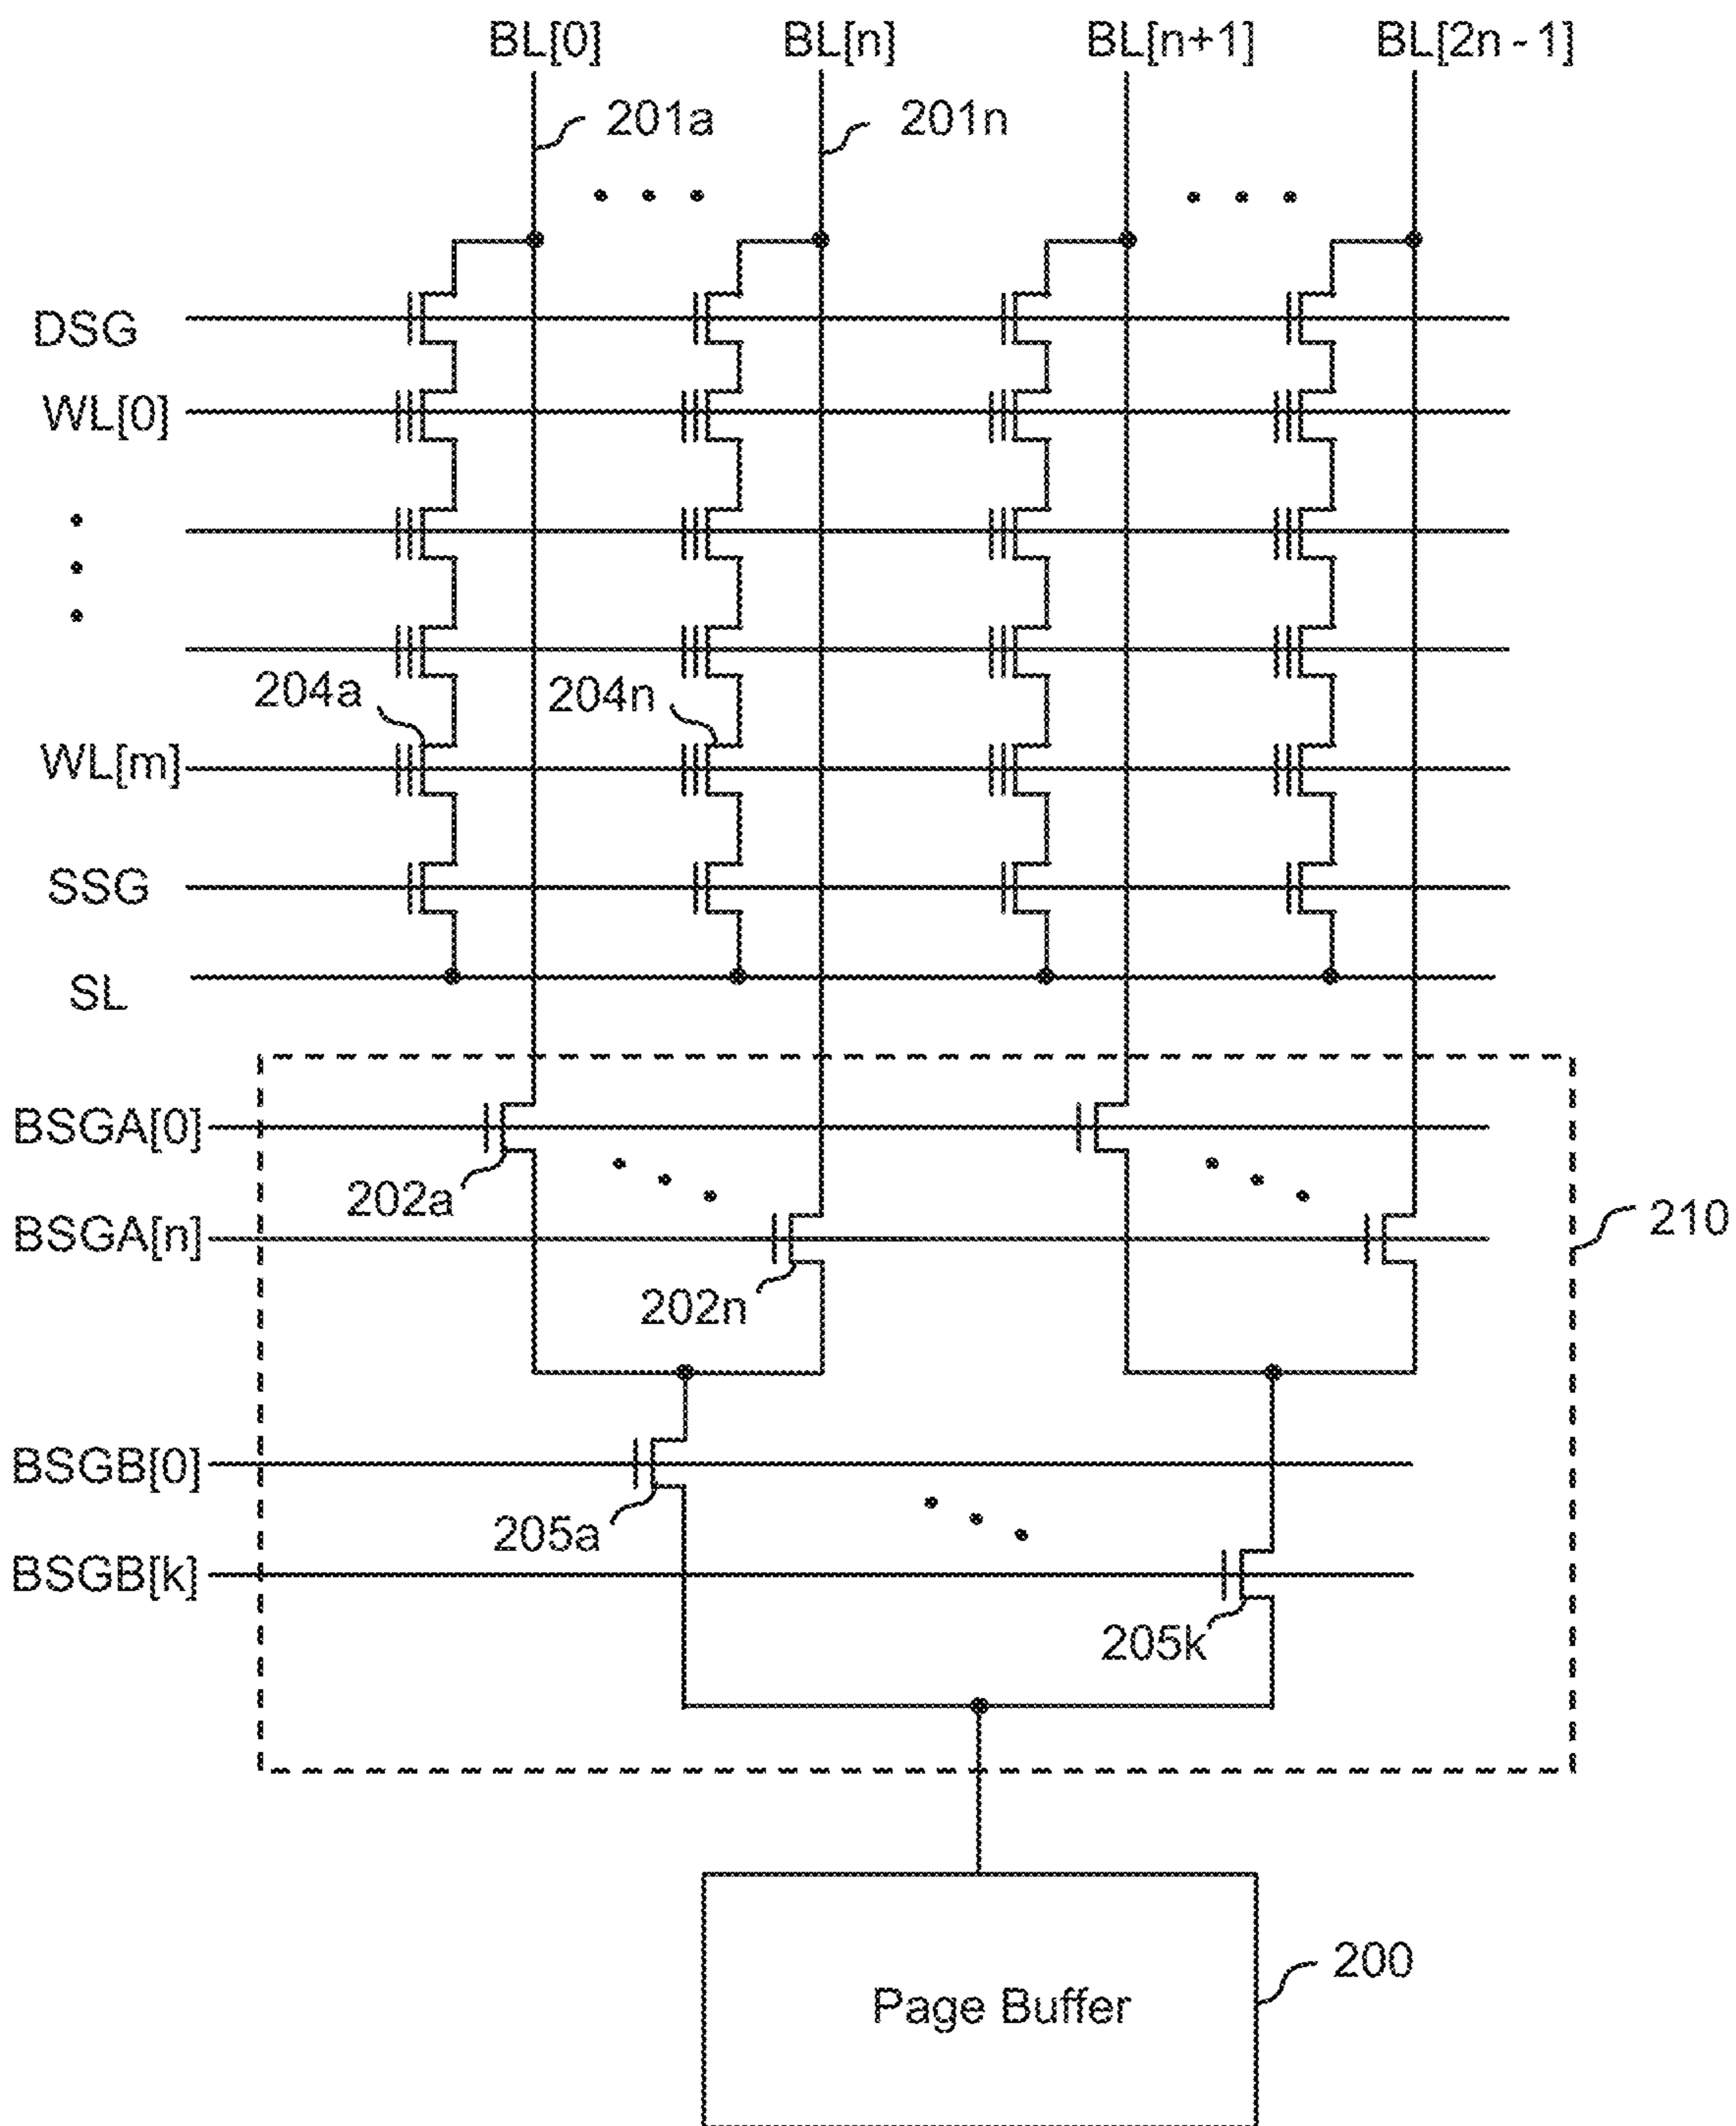 BL[0] BL[n] BL[n+1] BL[2n-1]
201a 201n
DSG
WL[0]
204a 204n
WL[m]
SSG
SL
BSGA[0]
202a
BSGA[n]
210
202n
BSGB[0]
205a
BSGB[k]
205k
200
Page Buffer